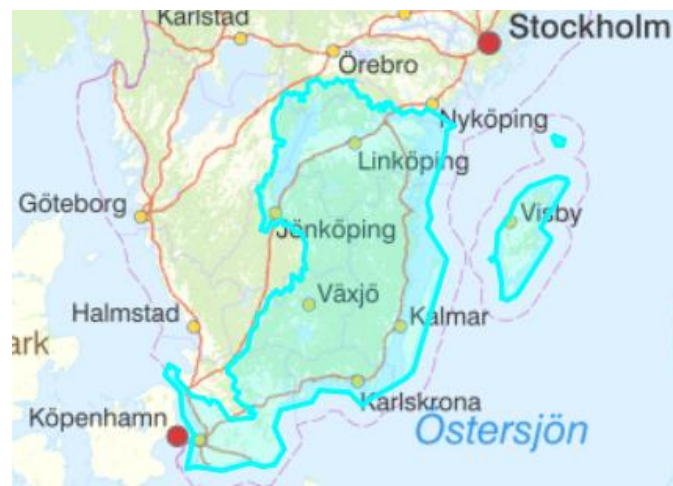 Karlstad
Stockholm
Örebro
Nyköping
Linköping
Göteborg
Jönköping
Visby
Växjö
Halmstad
Kalmar
ark
Karlskrona
Köpenhamn
Östersjön